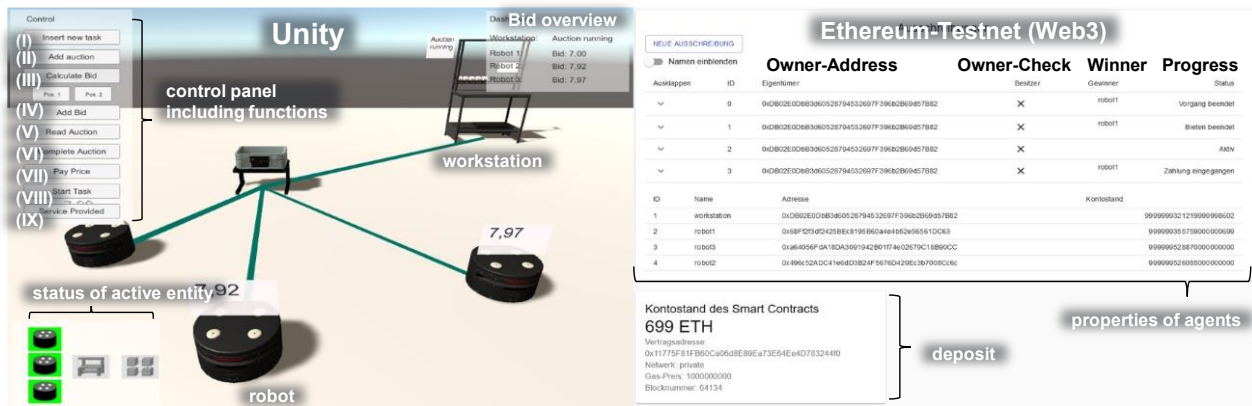 Control
Unity
(I) Insert new task
(II) Add auction
(III) Calculate Bid
Pos. 1 Pos. 2
(IV) Add Bid
(V) Read Auction
(VI) Complete Auction
(VII) Pay Price
(VIII) Start Task
(IX) Service Provided
control panel
including functions
Auction
running
Bid overview
Workstation: Auction running
Robot 1: Bid: 7.00
Robot 2: Bid: 7.92
Robot 3: Bid: 7.97
workstation
7,97
7,92
status of active entity
robot
Ethereum-Testnet (Web3)
NEUE AUSSCHREIBUNG
Namen einblenden
Owner-Address Owner-Check Winner Progress
Ausklappen ID Eigentümer Besitzer Gewinner Status
0 0xDB02E0DbB3d60528794532697F396b2B69d57B82 robot1 Vorgang beendet
1 0xDB02E0DbB3d60528794532697F396b2B69d57B82 robot1 Bieten beendet
2 0xDB02E0DbB3d60528794532697F396b2B69d57B82 Aktiv
3 0xDB02E0DbB3d60528794532697F396b2B69d57B82 robot1 Zahlung eingegangen
ID Name Adresse Kontostand
1 workstation 0xDB02E0DbB3d60528794532697F396b2B69d57B82
2 robot1
3 robot3
4 robot2
properties of agents
Kontostand des Smart Contracts
699 ETH
Vertragsadresse:
Netwerk: private
Gas-Preis: 1000000000
Blocknummer: 64134
deposit